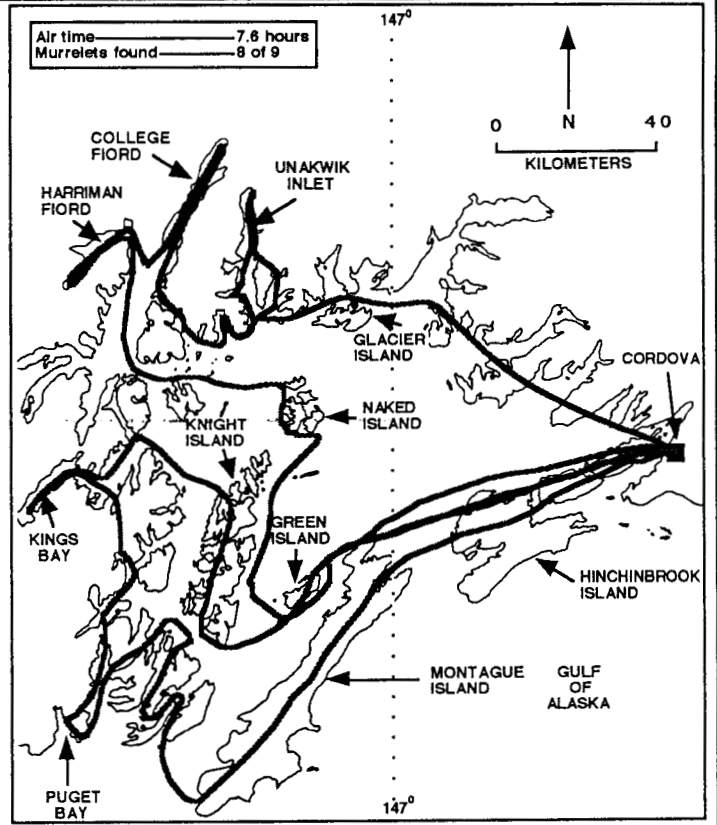 147⁰
Air time 7.6 hours
Murrelets found 8 of 9
0 N 40
KILOMETERS
COLLEGE
FIORD
UNAKWIK
INLET
HARRIMAN
FIORD
GLACIER
ISLAND
CORDOVA
NAKED
ISLAND
KNIGHT
ISLAND
GREEN
ISLAND
KINGS
BAY
HINCHINBROOK
ISLAND
MONTAGUE
ISLAND
GULF
OF
ALASKA
PUGET
BAY
147⁰